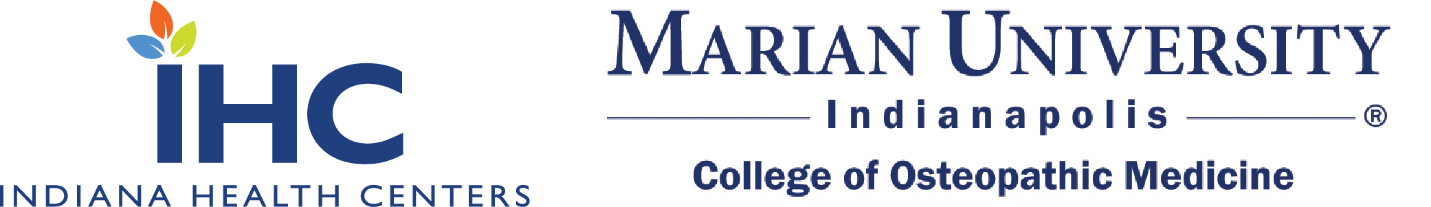 IHC
INDIANA HEALTH CENTERS
MARIAN UNIVERSITY
Indianapolis ®
College of Osteopathic Medicine